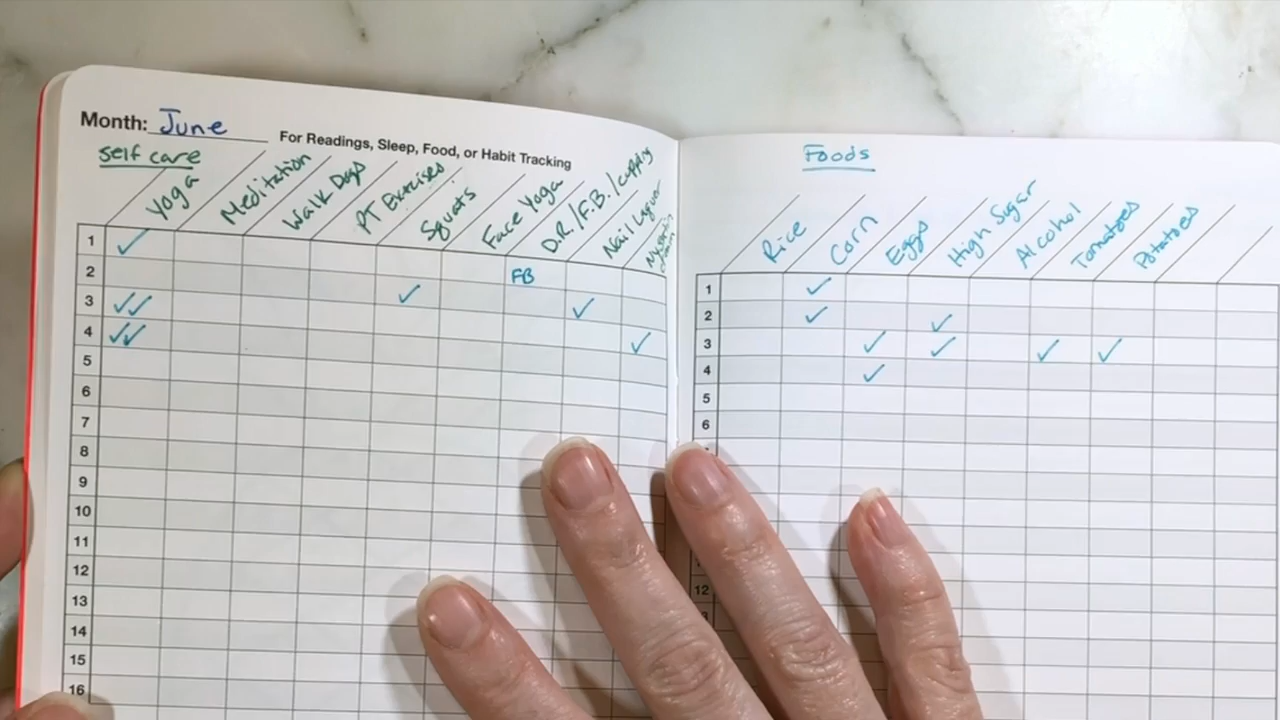 Month: June
For Readings, Sleep, Food, or Habit Tracking
Self care
Yoga
Meditation
Walk Dogs
PT Exercises
Squats
Face Yoga
D.R./F.B./cupping
Nail Laquer
1 ✓
2 FB
3 ✓✓ ✓ ✓
4 ✓✓ ✓
5
6
7
8
9
10
11
12
13
14
15
16
Foods
Rice
Corn
Eggs
High Sugar
Alcohol
Tomatoes
Potatoes
1 ✓
2 ✓ ✓
3 ✓ ✓ ✓ ✓
4 ✓
5
6
12